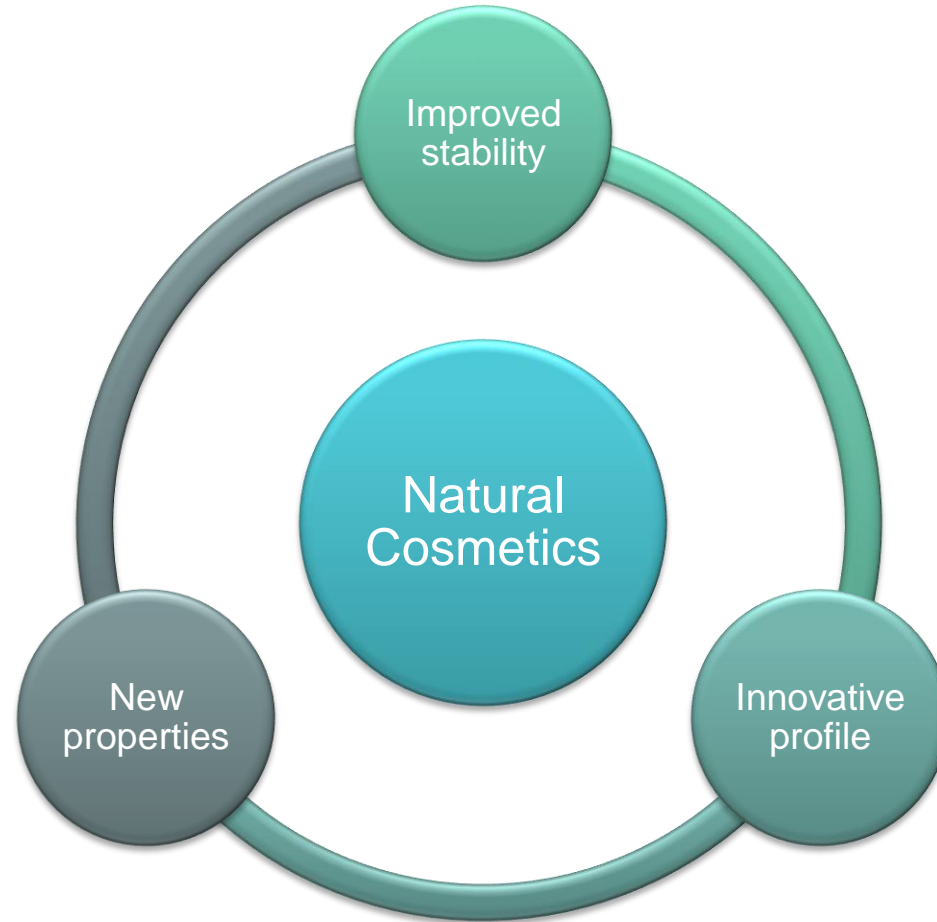 Improved
stability
Natural
Cosmetics
New
properties
Innovative
profile